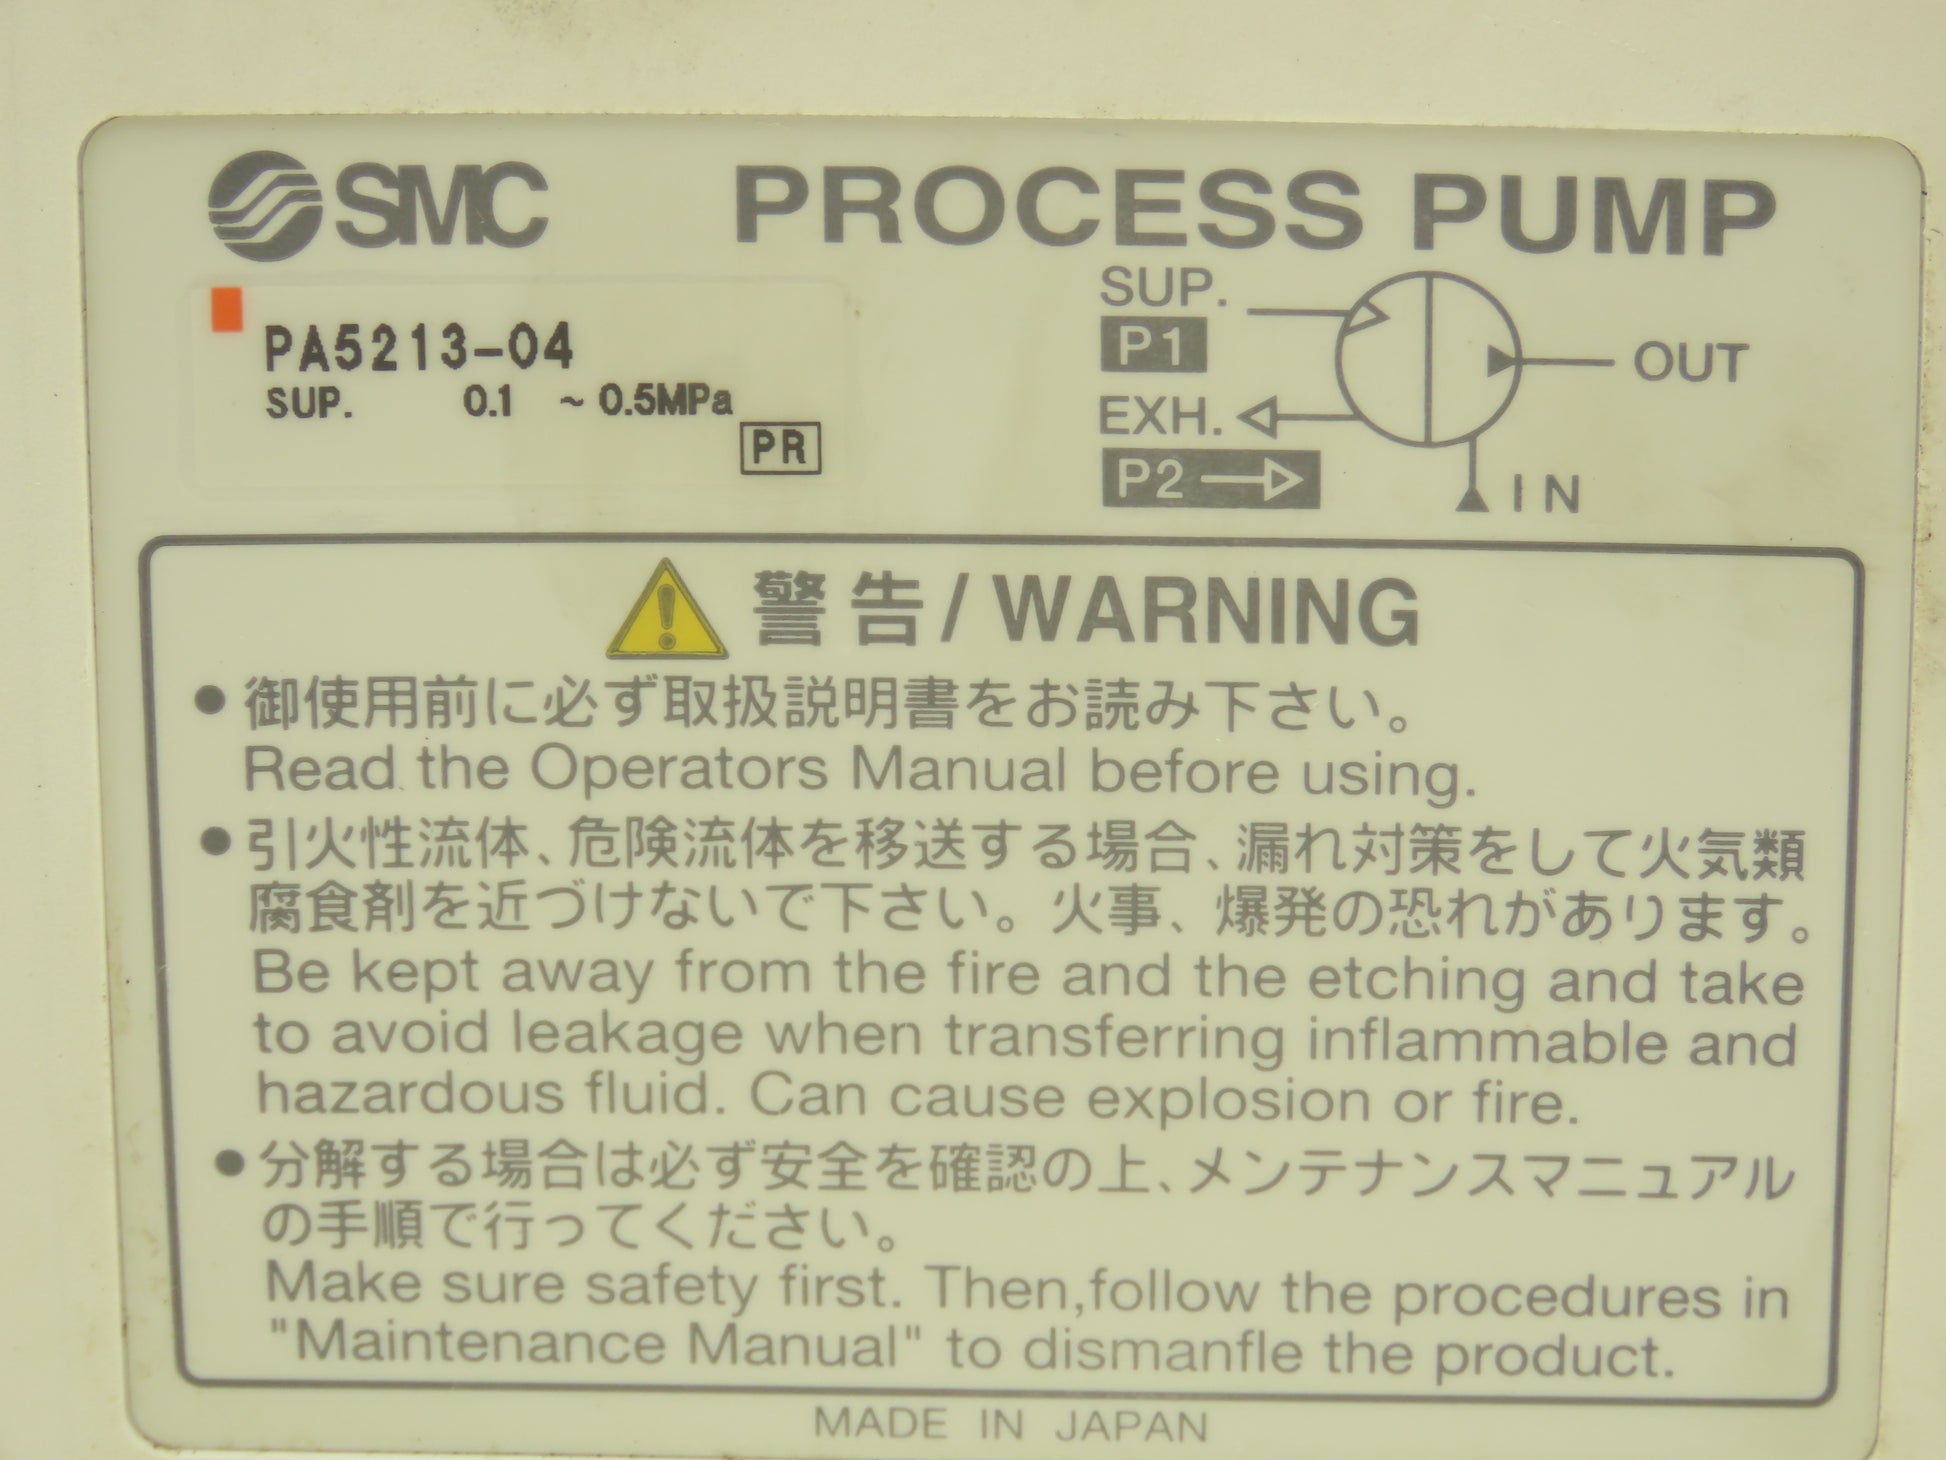 SMC PROCESS PUMP
PA5213-04
SUP. 0.1 ~ 0.5MPa
PR
SUP.
P1
EXH.
P2
OUT
IN
警告/WARNING
●御使用前に必ず取扱説明書をお読み下さい。
Read the Operators Manual before using.
●引火性流体、危険流体を移送する場合、漏れ対策をして火気類
腐食剤を近づけないで下さい。火事、爆発の恐れがあります。
Be kept away from the fire and the etching and take
to avoid leakage when transferring inflammable and
hazardous fluid. Can cause explosion or fire.
●分解する場合は必ず安全を確認の上、メンテナンスマニュアル
の手順で行ってください。
Make sure safety first. Then,follow the procedures in
"Maintenance Manual" to dismanfle the product.
MADE IN JAPAN